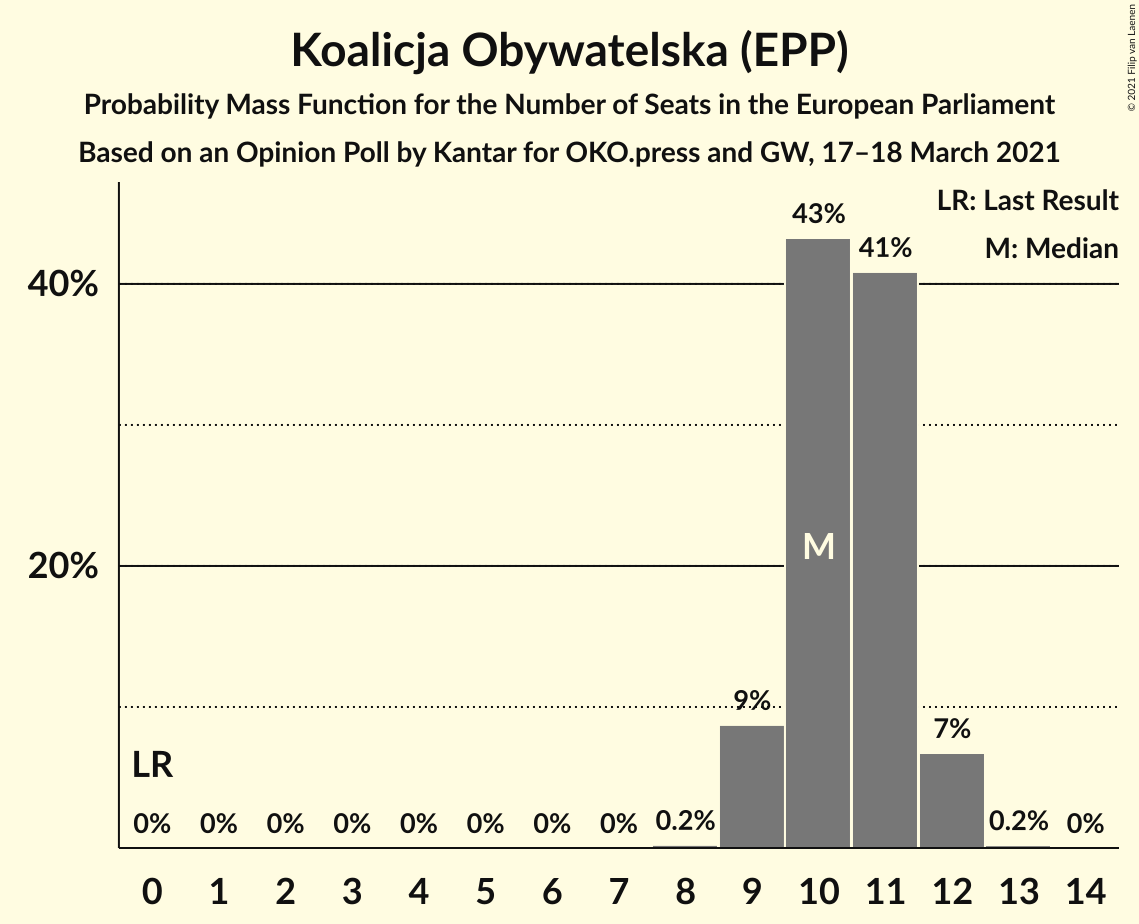 Koalicja Obywatelska (EPP)
Probability Mass Function for the Number of Seats in the European Parliament
Based on an Opinion Poll by Kantar for OKO.press and GW, 17–18 March 2021
© 2021 Filip van Laenen
LR: Last Result
M: Median
43%
41%
40%
M
20%
9%
7%
LR
0% 0% 0% 0% 0% 0% 0% 0% 0.2% 0.2% 0%
0 1 2 3 4 5 6 7 8 9 10 11 12 13 14